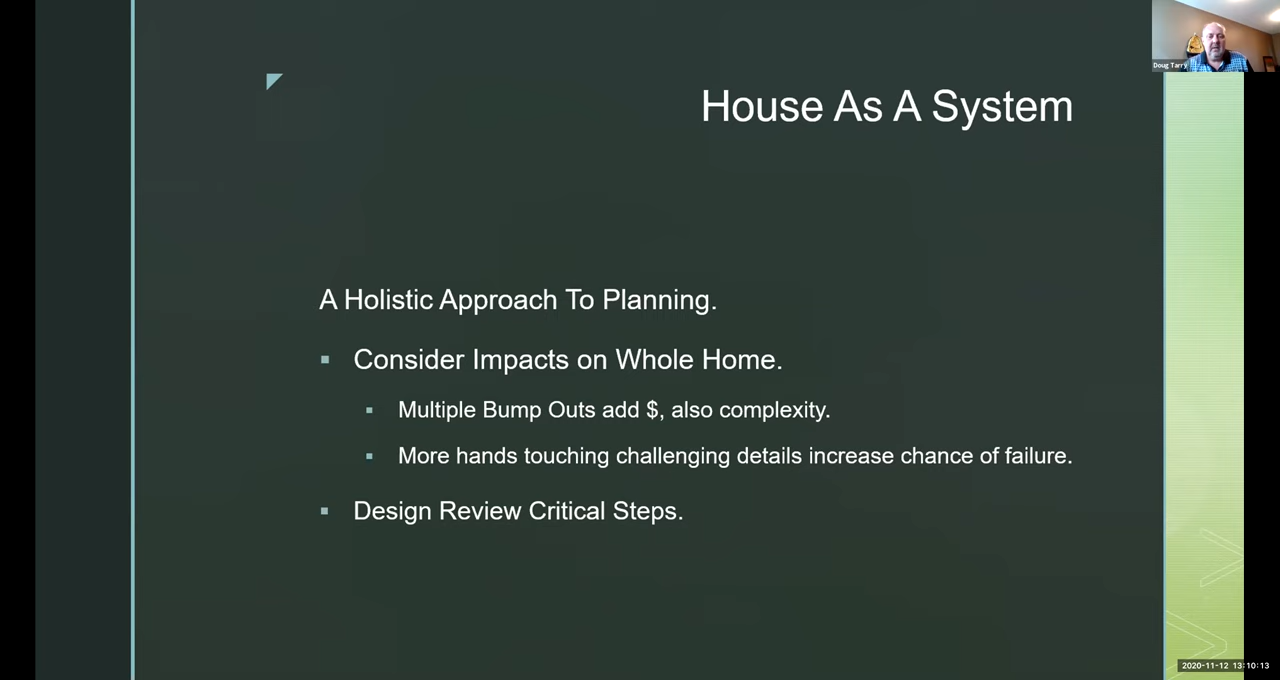 Doug Tarry
House As A System
A Holistic Approach To Planning.
Consider Impacts on Whole Home.
Multiple Bump Outs add $, also complexity.
More hands touching challenging details increase chance of failure.
Design Review Critical Steps.
2020-11-12 13:10:13